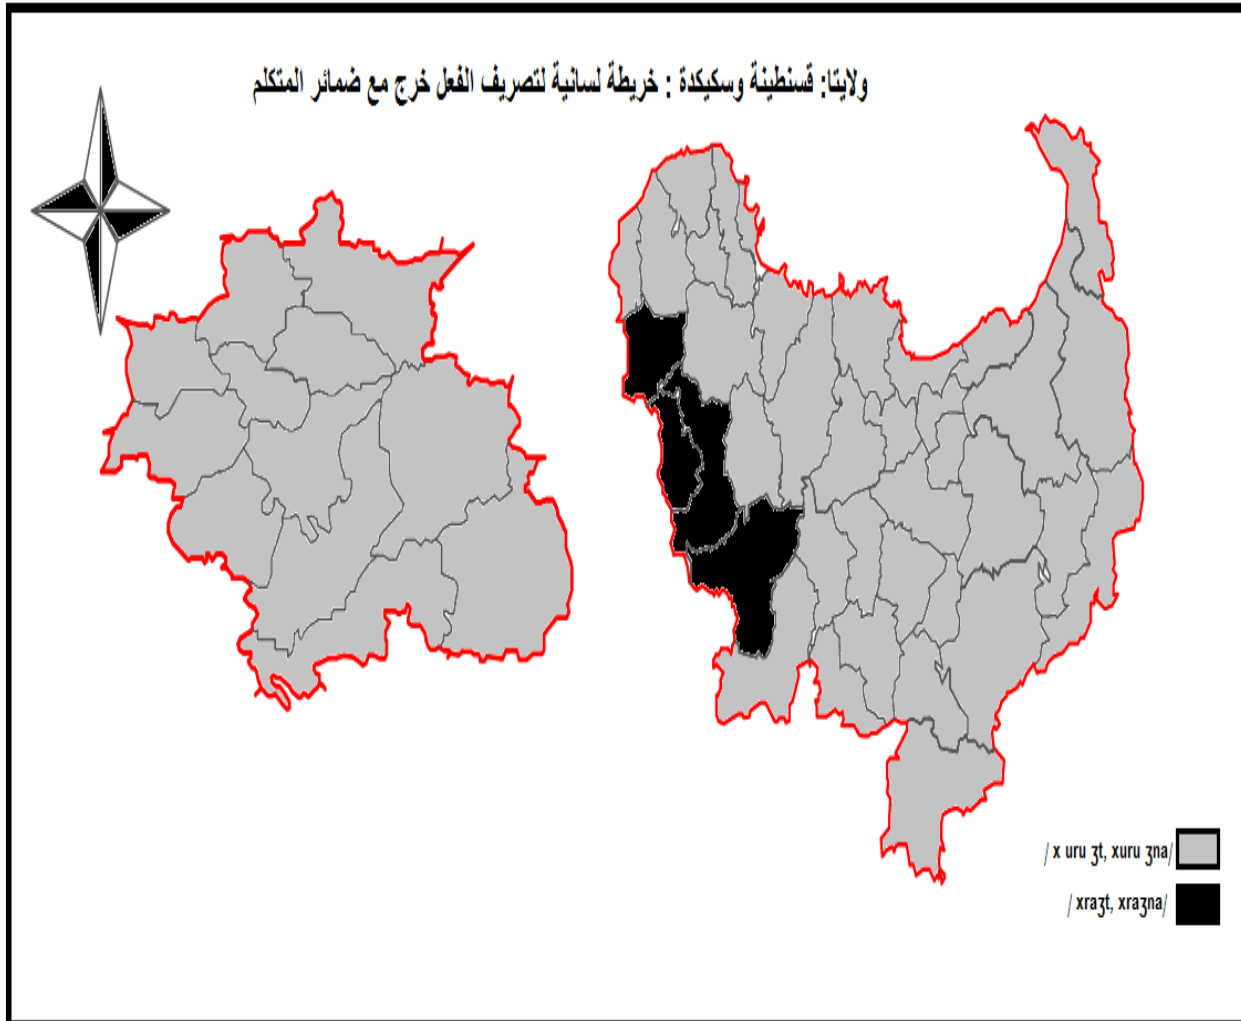 ولايتا: قسنطينة وسكيكدة : خريطة لسانية لتصريف الفعل خرج مع ضمائر المتكلم
/ x uru ʒt, xuru ʒna/
/ xraʒt, xraʒna/